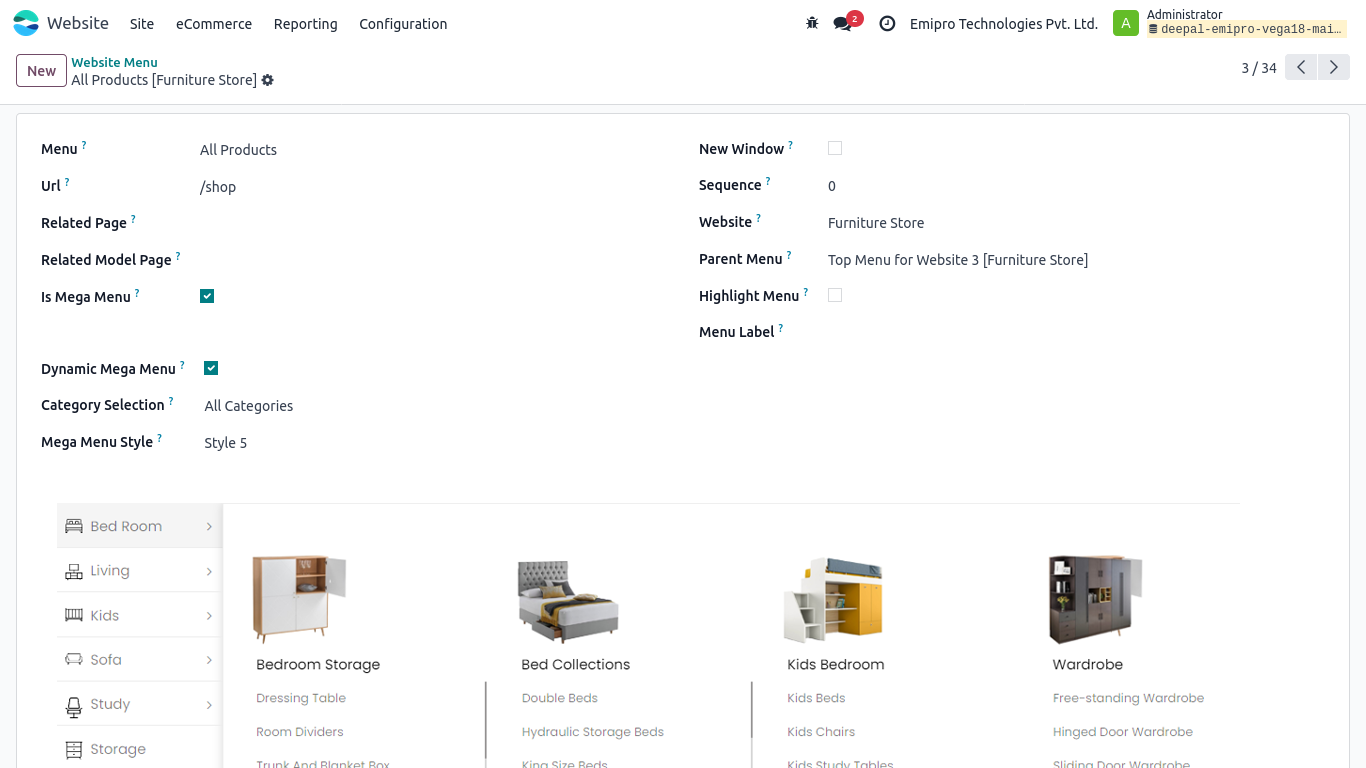 Website Site eCommerce Reporting Configuration 2 Emipro Technologies Pvt. Ltd. A Administrator
deepal-emipro-vega18-mai...
New Website Menu
All Products [Furniture Store] 3 / 34
Menu ? All Products New Window ?
Url ? /shop Sequence ? 0
Related Page ? Website ? Furniture Store
Related Model Page ? Parent Menu ? Top Menu for Website 3 [Furniture Store]
Is Mega Menu ? Highlight Menu ?
Menu Label ?
Dynamic Mega Menu ?
Category Selection ? All Categories
Mega Menu Style ? Style 5
Bed Room
Living
Kids
Sofa
Study
Storage
Bedroom Storage Bed Collections Kids Bedroom Wardrobe
Dressing Table Double Beds Kids Beds Free-standing Wardrobe
Room Dividers Hydraulic Storage Beds Kids Chairs Hinged Door Wardrobe
Trunk And Blanket Box King Size Beds Kids Study Tables Sliding Door Wardrobe